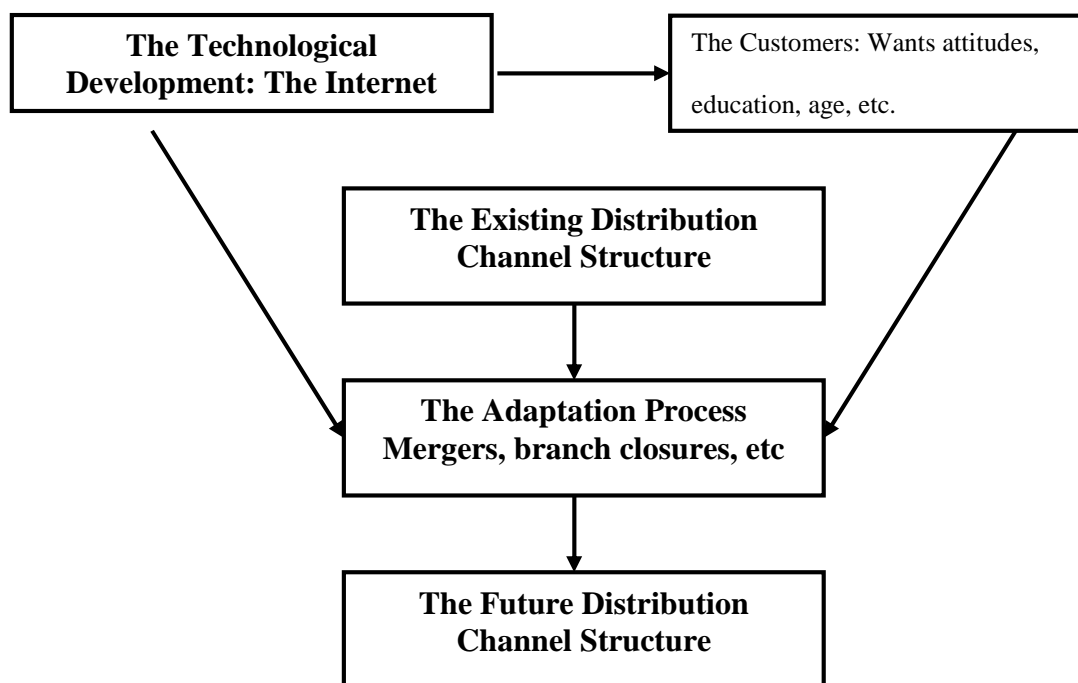 The Technological
Development: The Internet
The Customers: Wants attitudes,
education, age, etc.
The Existing Distribution
Channel Structure
The Adaptation Process
Mergers, branch closures, etc
The Future Distribution
Channel Structure